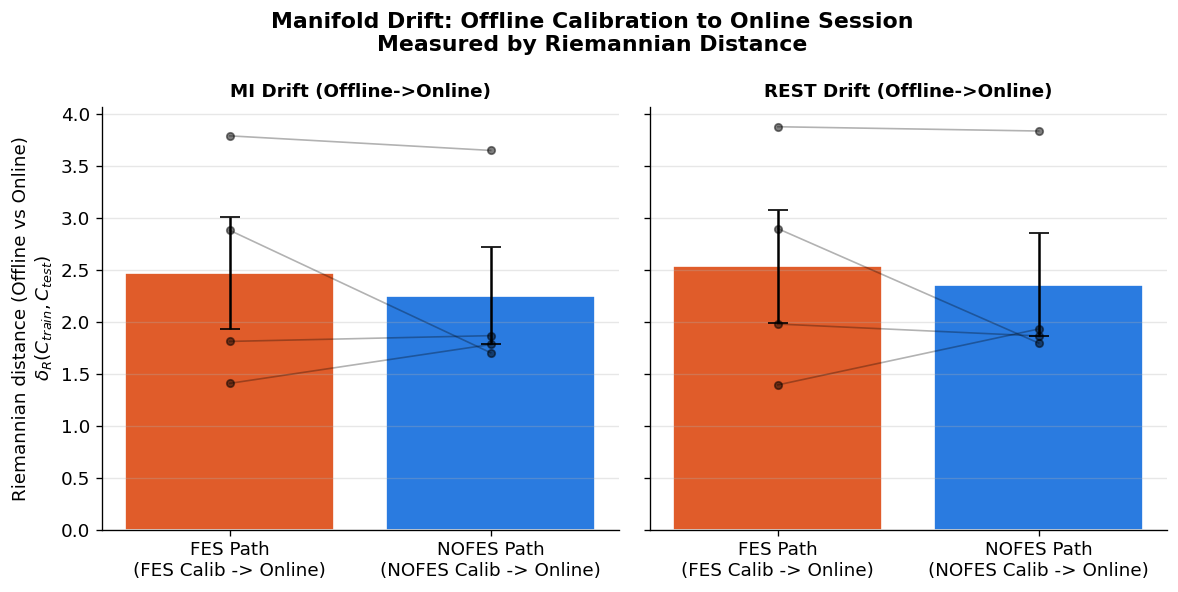 Manifold Drift: Offline Calibration to Online Session
Measured by Riemannian Distance
MI Drift (Offline->Online)
REST Drift (Offline->Online)
Riemannian distance (Offline vs Online)
δ_R(C_train, C_test)
4.0
3.5
3.0
2.5
2.0
1.5
1.0
0.5
0.0
FES Path
(FES Calib -> Online)
NOFES Path
(NOFES Calib -> Online)
FES Path
(FES Calib -> Online)
NOFES Path
(NOFES Calib -> Online)